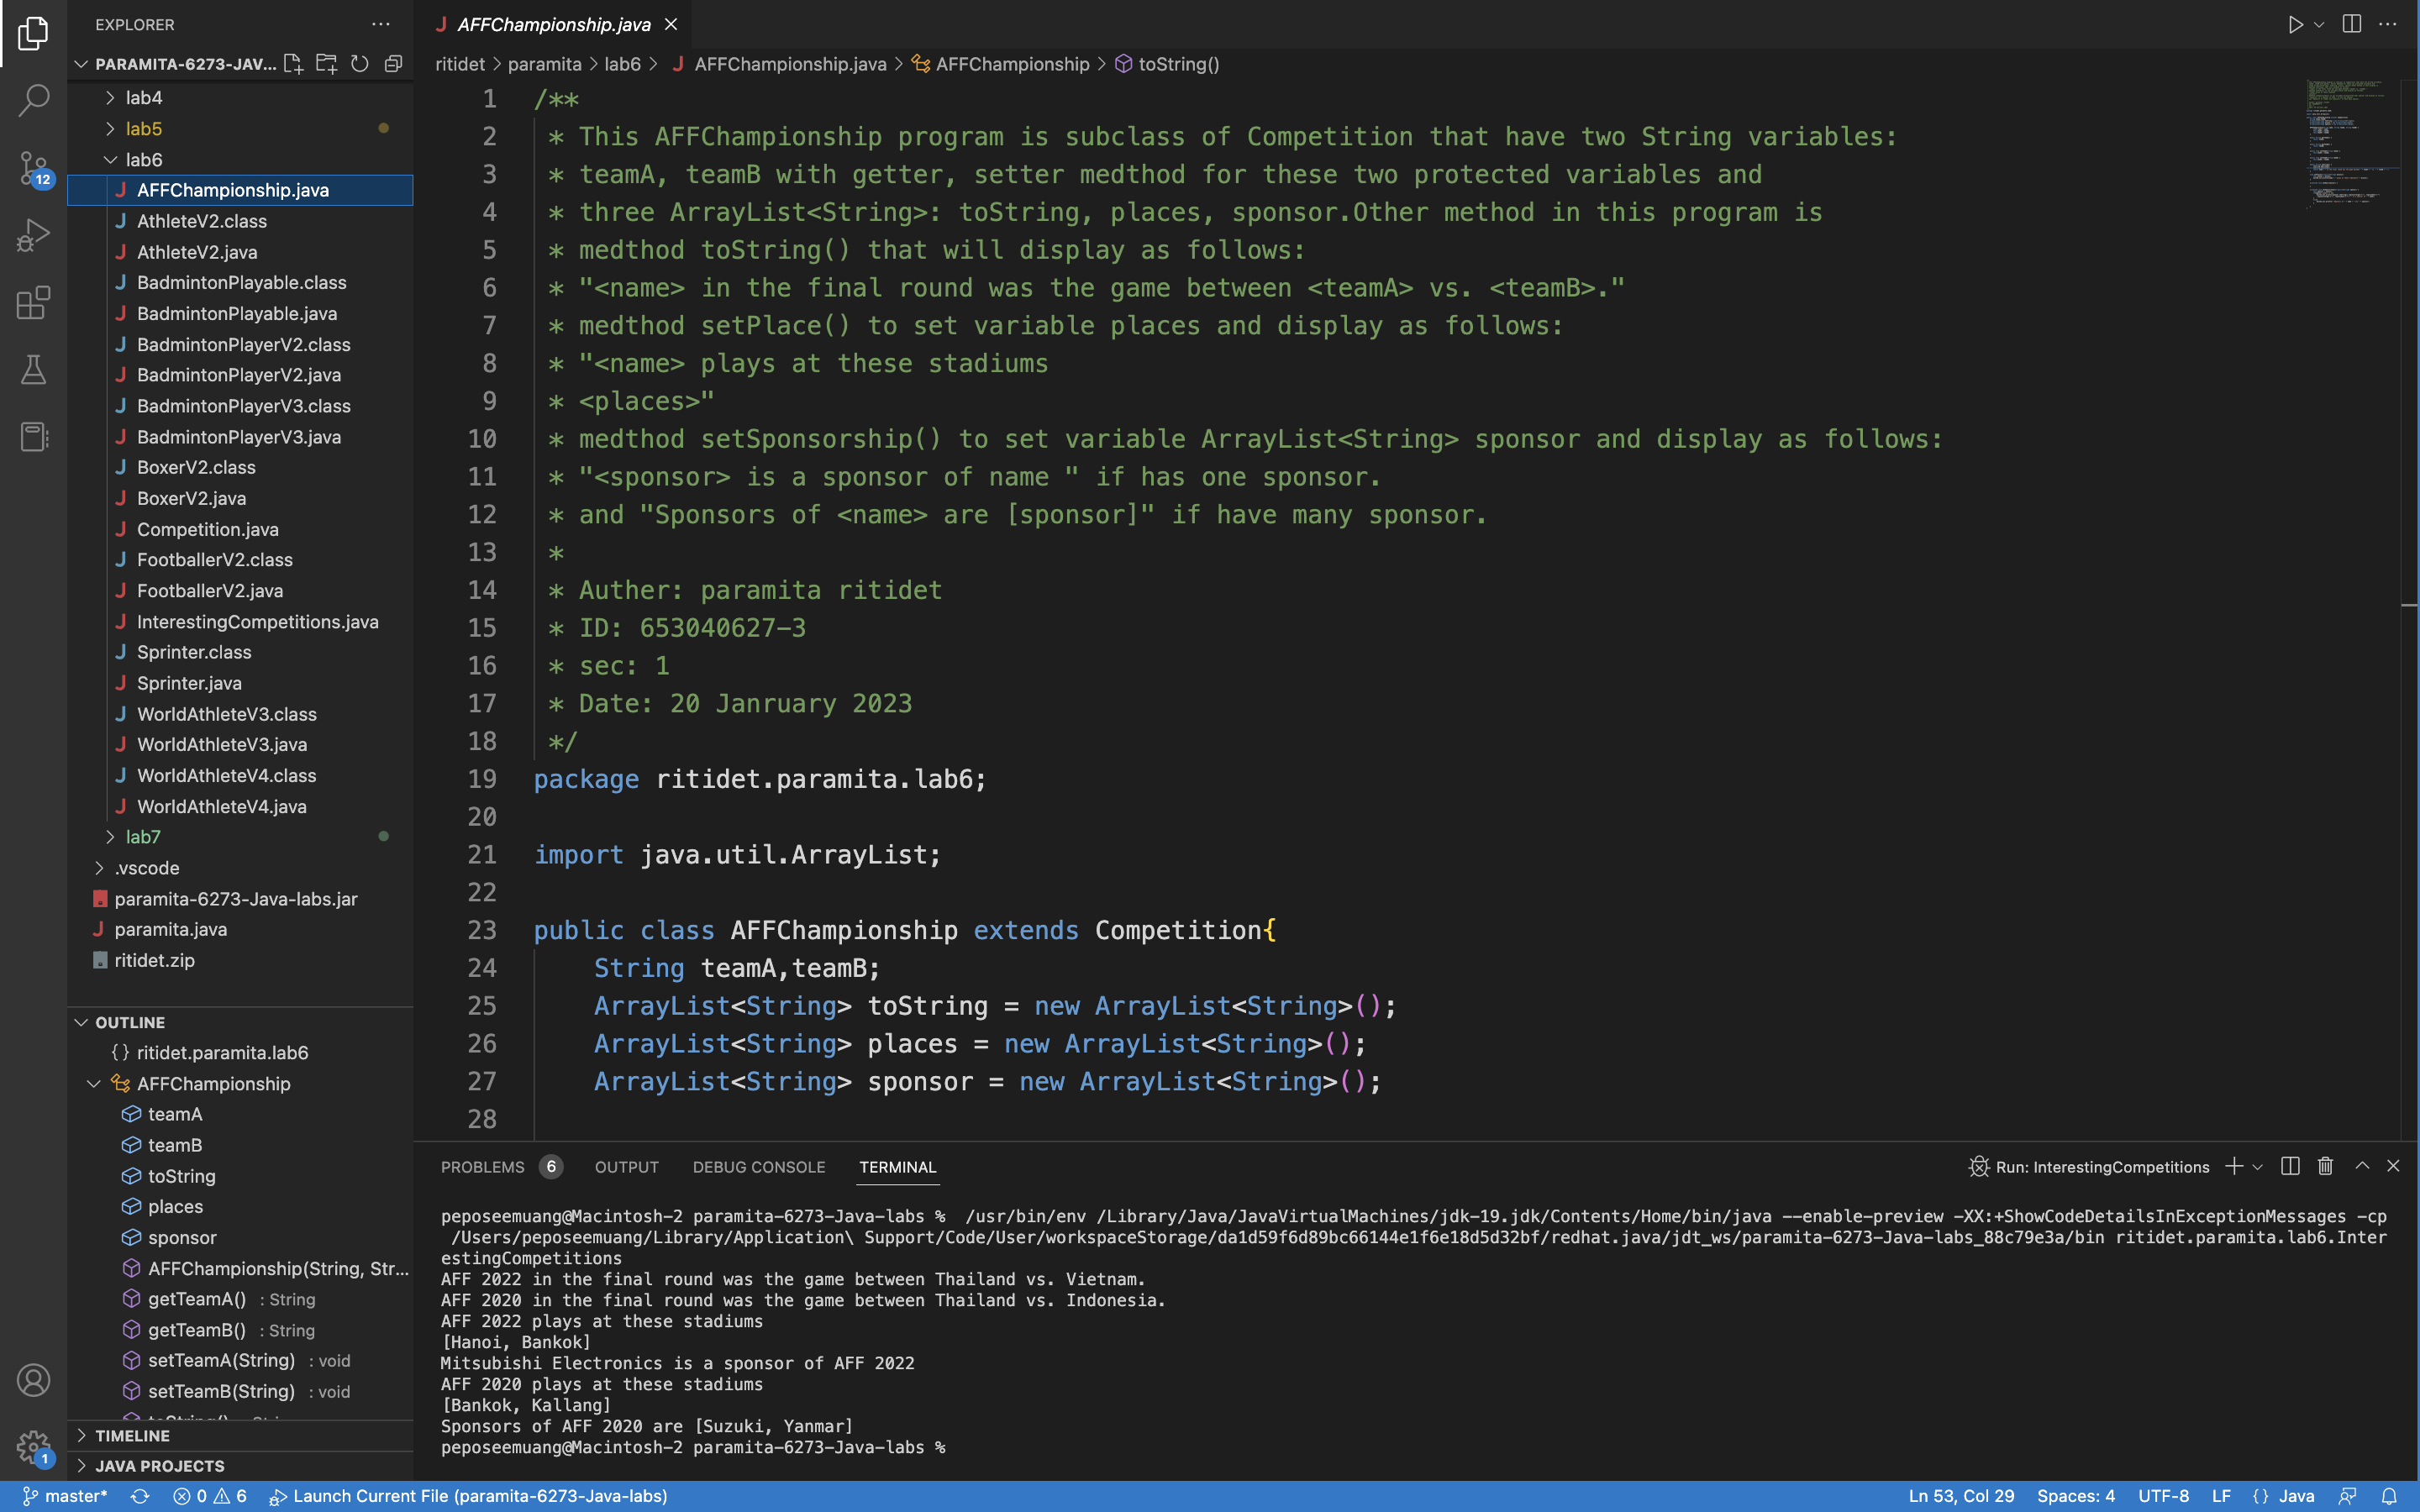 EXPLORER
PARAMITA-6273-JAV...
lab4
lab5
lab6
AFFChampionship.java
AthleteV2.class
AthleteV2.java
BadmintonPlayable.class
BadmintonPlayable.java
BadmintonPlayerV2.class
BadmintonPlayerV2.java
BadmintonPlayerV3.class
BadmintonPlayerV3.java
BoxerV2.class
BoxerV2.java
Competition.java
FootballerV2.class
FootballerV2.java
InterestingCompetitions.java
Sprinter.class
Sprinter.java
WorldAthleteV3.class
WorldAthleteV3.java
WorldAthleteV4.class
WorldAthleteV4.java
lab7
.vscode
paramita-6273-Java-labs.jar
paramita.java
ritidet.zip
OUTLINE
{} ritidet.paramita.lab6
AFFChampionship
teamA
teamB
toString
places
sponsor
AFFChampionship(String, Str...
getTeamA() : String
getTeamB() : String
setTeamA(String) : void
setTeamB(String) : void
TIMELINE
JAVA PROJECTS
12
1
J AFFChampionship.java
ritidet > paramita > lab6 > J AFFChampionship.java > AFFChampionship > toString()
1 /**
2 * This AFFChampionship program is subclass of Competition that have two String variables:
3 * teamA, teamB with getter, setter medthod for these two protected variables and
4 * three ArrayList<String>: toString, places, sponsor.Other method in this program is
5 * medthod toString() that will display as follows:
6 * "<name> in the final round was the game between <teamA> vs. <teamB>."
7 * medthod setPlace() to set variable places and display as follows:
8 * "<name> plays at these stadiums
9 * <places>"
10 * medthod setSponsorship() to set variable ArrayList<String> sponsor and display as follows:
11 * "<sponsor> is a sponsor of name " if has one sponsor.
12 * and "Sponsors of <name> are [sponsor]" if have many sponsor.
13 *
14 * Auther: paramita ritidet
15 * ID: 653040627-3
16 * sec: 1
17 * Date: 20 Janruary 2023
18 */
19 package ritidet.paramita.lab6;
20
21 import java.util.ArrayList;
22
23 public class AFFChampionship extends Competition{
24 String teamA,teamB;
25 ArrayList<String> toString = new ArrayList<String>();
26 ArrayList<String> places = new ArrayList<String>();
27 ArrayList<String> sponsor = new ArrayList<String>();
28
PROBLEMS 6 OUTPUT DEBUG CONSOLE TERMINAL
Run: InterestingCompetitions
peposeemuang@Macintosh-2 paramita-6273-Java-labs % /usr/bin/env /Library/Java/JavaVirtualMachines/jdk-19.jdk/Contents/Home/bin/java --enable-preview -XX:+ShowCodeDetailsInExceptionMessages -cp
/Users/peposeemuang/Library/Application\ Support/Code/User/workspaceStorage/da1d59f6d89bc66144e1f6e18d5d32bf/redhat.java/jdt_ws/paramita-6273-Java-labs_88c79e3a/bin ritidet.paramita.lab6.Inter
estingCompetitions
AFF 2022 in the final round was the game between Thailand vs. Vietnam.
AFF 2020 in the final round was the game between Thailand vs. Indonesia.
AFF 2022 plays at these stadiums
[Hanoi, Bankok]
Mitsubishi Electronics is a sponsor of AFF 2022
AFF 2020 plays at these stadiums
[Bankok, Kallang]
Sponsors of AFF 2020 are [Suzuki, Yanmar]
peposeemuang@Macintosh-2 paramita-6273-Java-labs %
master* 0 6 Launch Current File (paramita-6273-Java-labs)
Ln 53, Col 29 Spaces: 4 UTF-8 LF {} Java